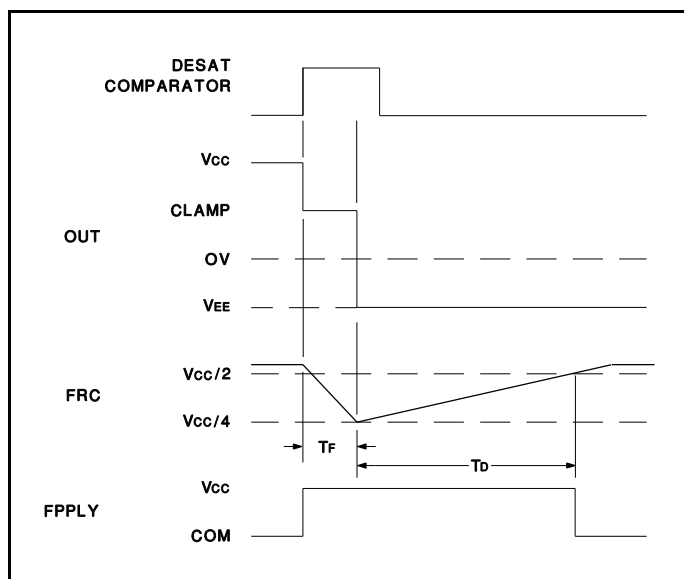 DESAT
COMPARATOR
VCC
CLAMP
OUT
OV
VEE
VCC/2
FRC
VCC/4
TF
TD
VCC
FPPLY
COM